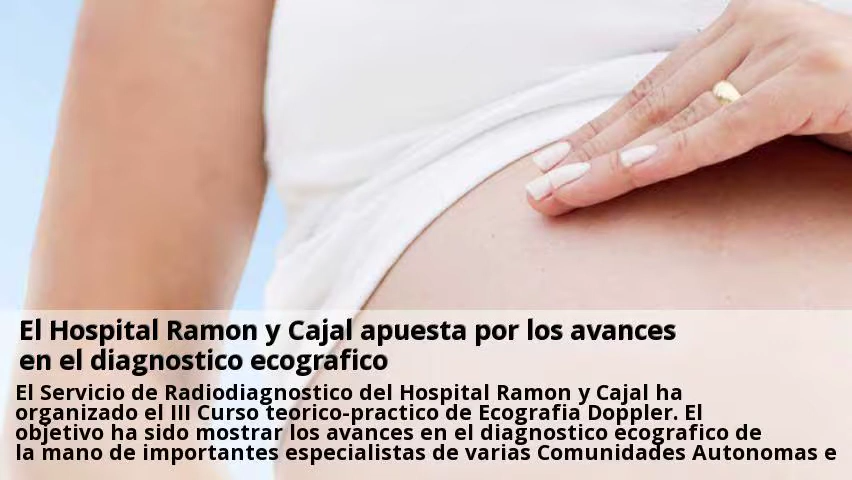 El Hospital Ramon y Cajal apuesta por los avances
en el diagnostico ecografico
El Servicio de Radiodiagnostico del Hospital Ramon y Cajal ha
organizado el III Curso teorico-practico de Ecografia Doppler. El
objetivo ha sido mostrar los avances en el diagnostico ecografico de
la mano de importantes especialistas de varias Comunidades Autonomas e